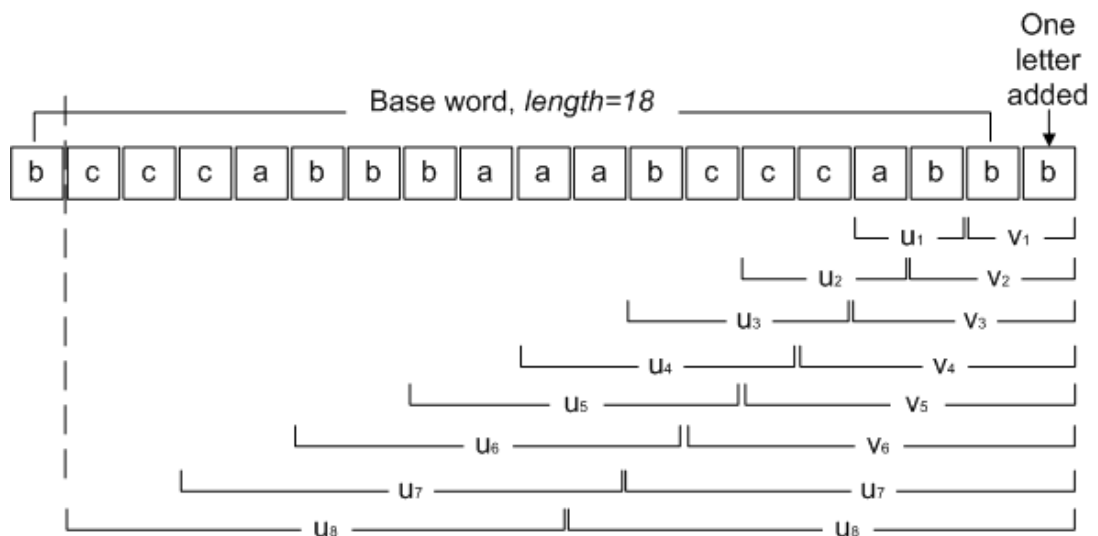 One
letter
added
Base word, length=18
b c c c a b b b a a a b c c c a b b b
u₁ v₁
u₂ v₂
u₃ v₃
u₄ v₄
u₅ v₅
u₆ v₆
u₇ u₇
u₈ u₈